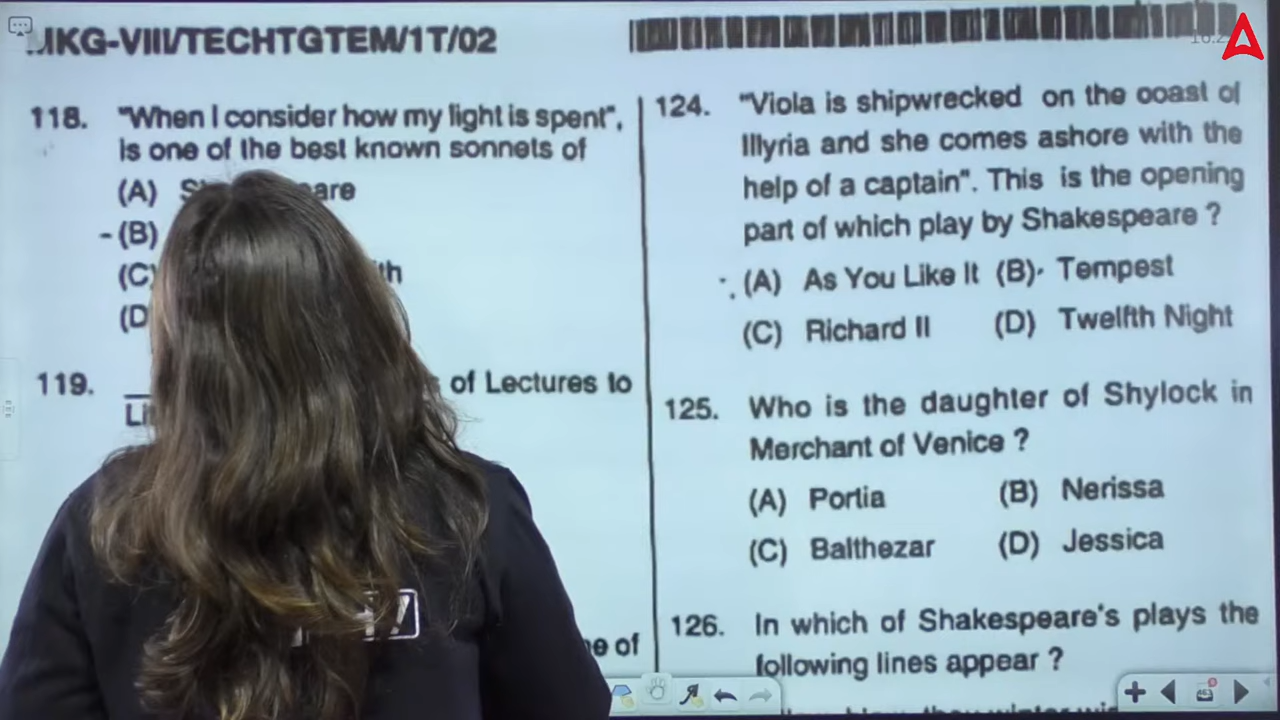 MKG-VIII/TECHTGTEM/1T/02
118. "When I consider how my light is spent",
is one of the best known sonnets of
(A)
(B)
(C)
(D)
119. of Lectures to
of
124. "Viola is shipwrecked on the coast of
Illyria and she comes ashore with the
help of a captain". This is the opening
part of which play by Shakespeare ?
(A) As You Like It (B) Tempest
(C) Richard II (D) Twelfth Night
125. Who is the daughter of Shylock in
Merchant of Venice ?
(A) Portia (B) Nerissa
(C) Balthezar (D) Jessica
126. In which of Shakespeare's plays the
following lines appear ?